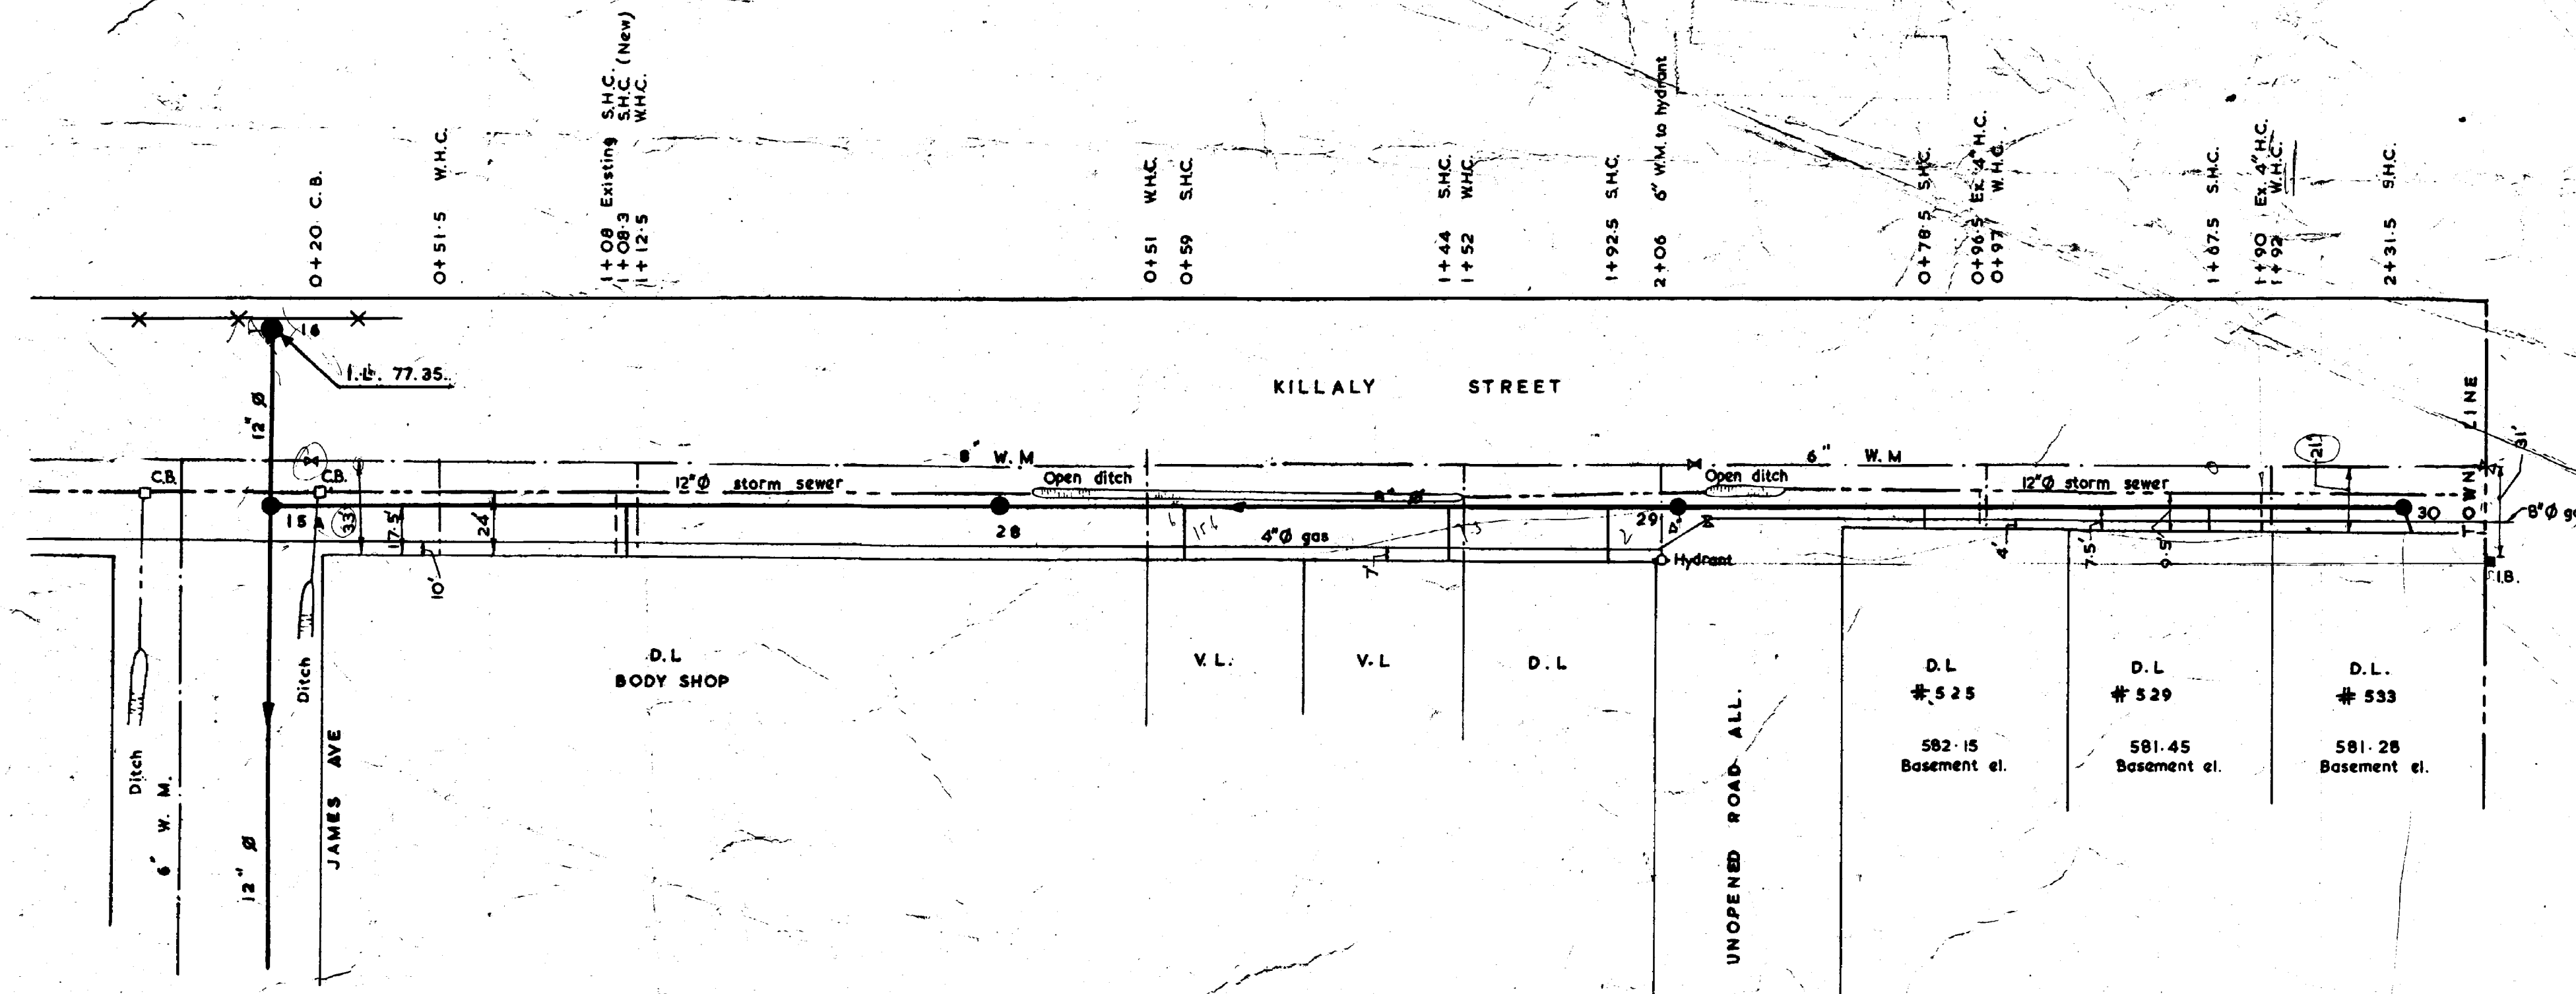 0+20 C.B.
0+51·5 W.H.C.
1+08 Existing S.H.C.
1+08·3 S.H.C. (New)
1+12·5 W.H.C.
0+51 W.H.C.
0+59 S.H.C.
1+44 S.H.C.
1+52 W.H.C.
1+92·5 S.H.C.
2+06 6" W.M. to hydrant
0+78·5 S.H.C.
0+96·5 Ex. 4" H.C.
0+97 W.H.C.
1+67.5 S.H.C.
1+90 Ex. 4" H.C.
1+92 W.H.C.
2+31·5 S.H.C.
16
I.L. 77.35
12" Ø
KILLALY STREET
TOWN LINE
31'
21'
8" W.M
6" W.M
C.B.
C.B.
12"Ø storm sewer
Open ditch
8" Ø
Open ditch
12"Ø storm sewer
15
33'
17.5'
24'
10'
28
156
4"Ø gas
7'
29
Hydrant
4'
7.5'
9.5'
30
8"Ø ga
I.B.
Ditch
Ditch
6" W. M.
12" Ø
JAMES AVE
D.L
BODY SHOP
V.L.
V.L
D.L
UNOPENED ROAD ALL.
D.L
#525
582·15
Basement el.
D.L
#529
581·45
Basement el.
D.L.
#533
581·28
Basement el.